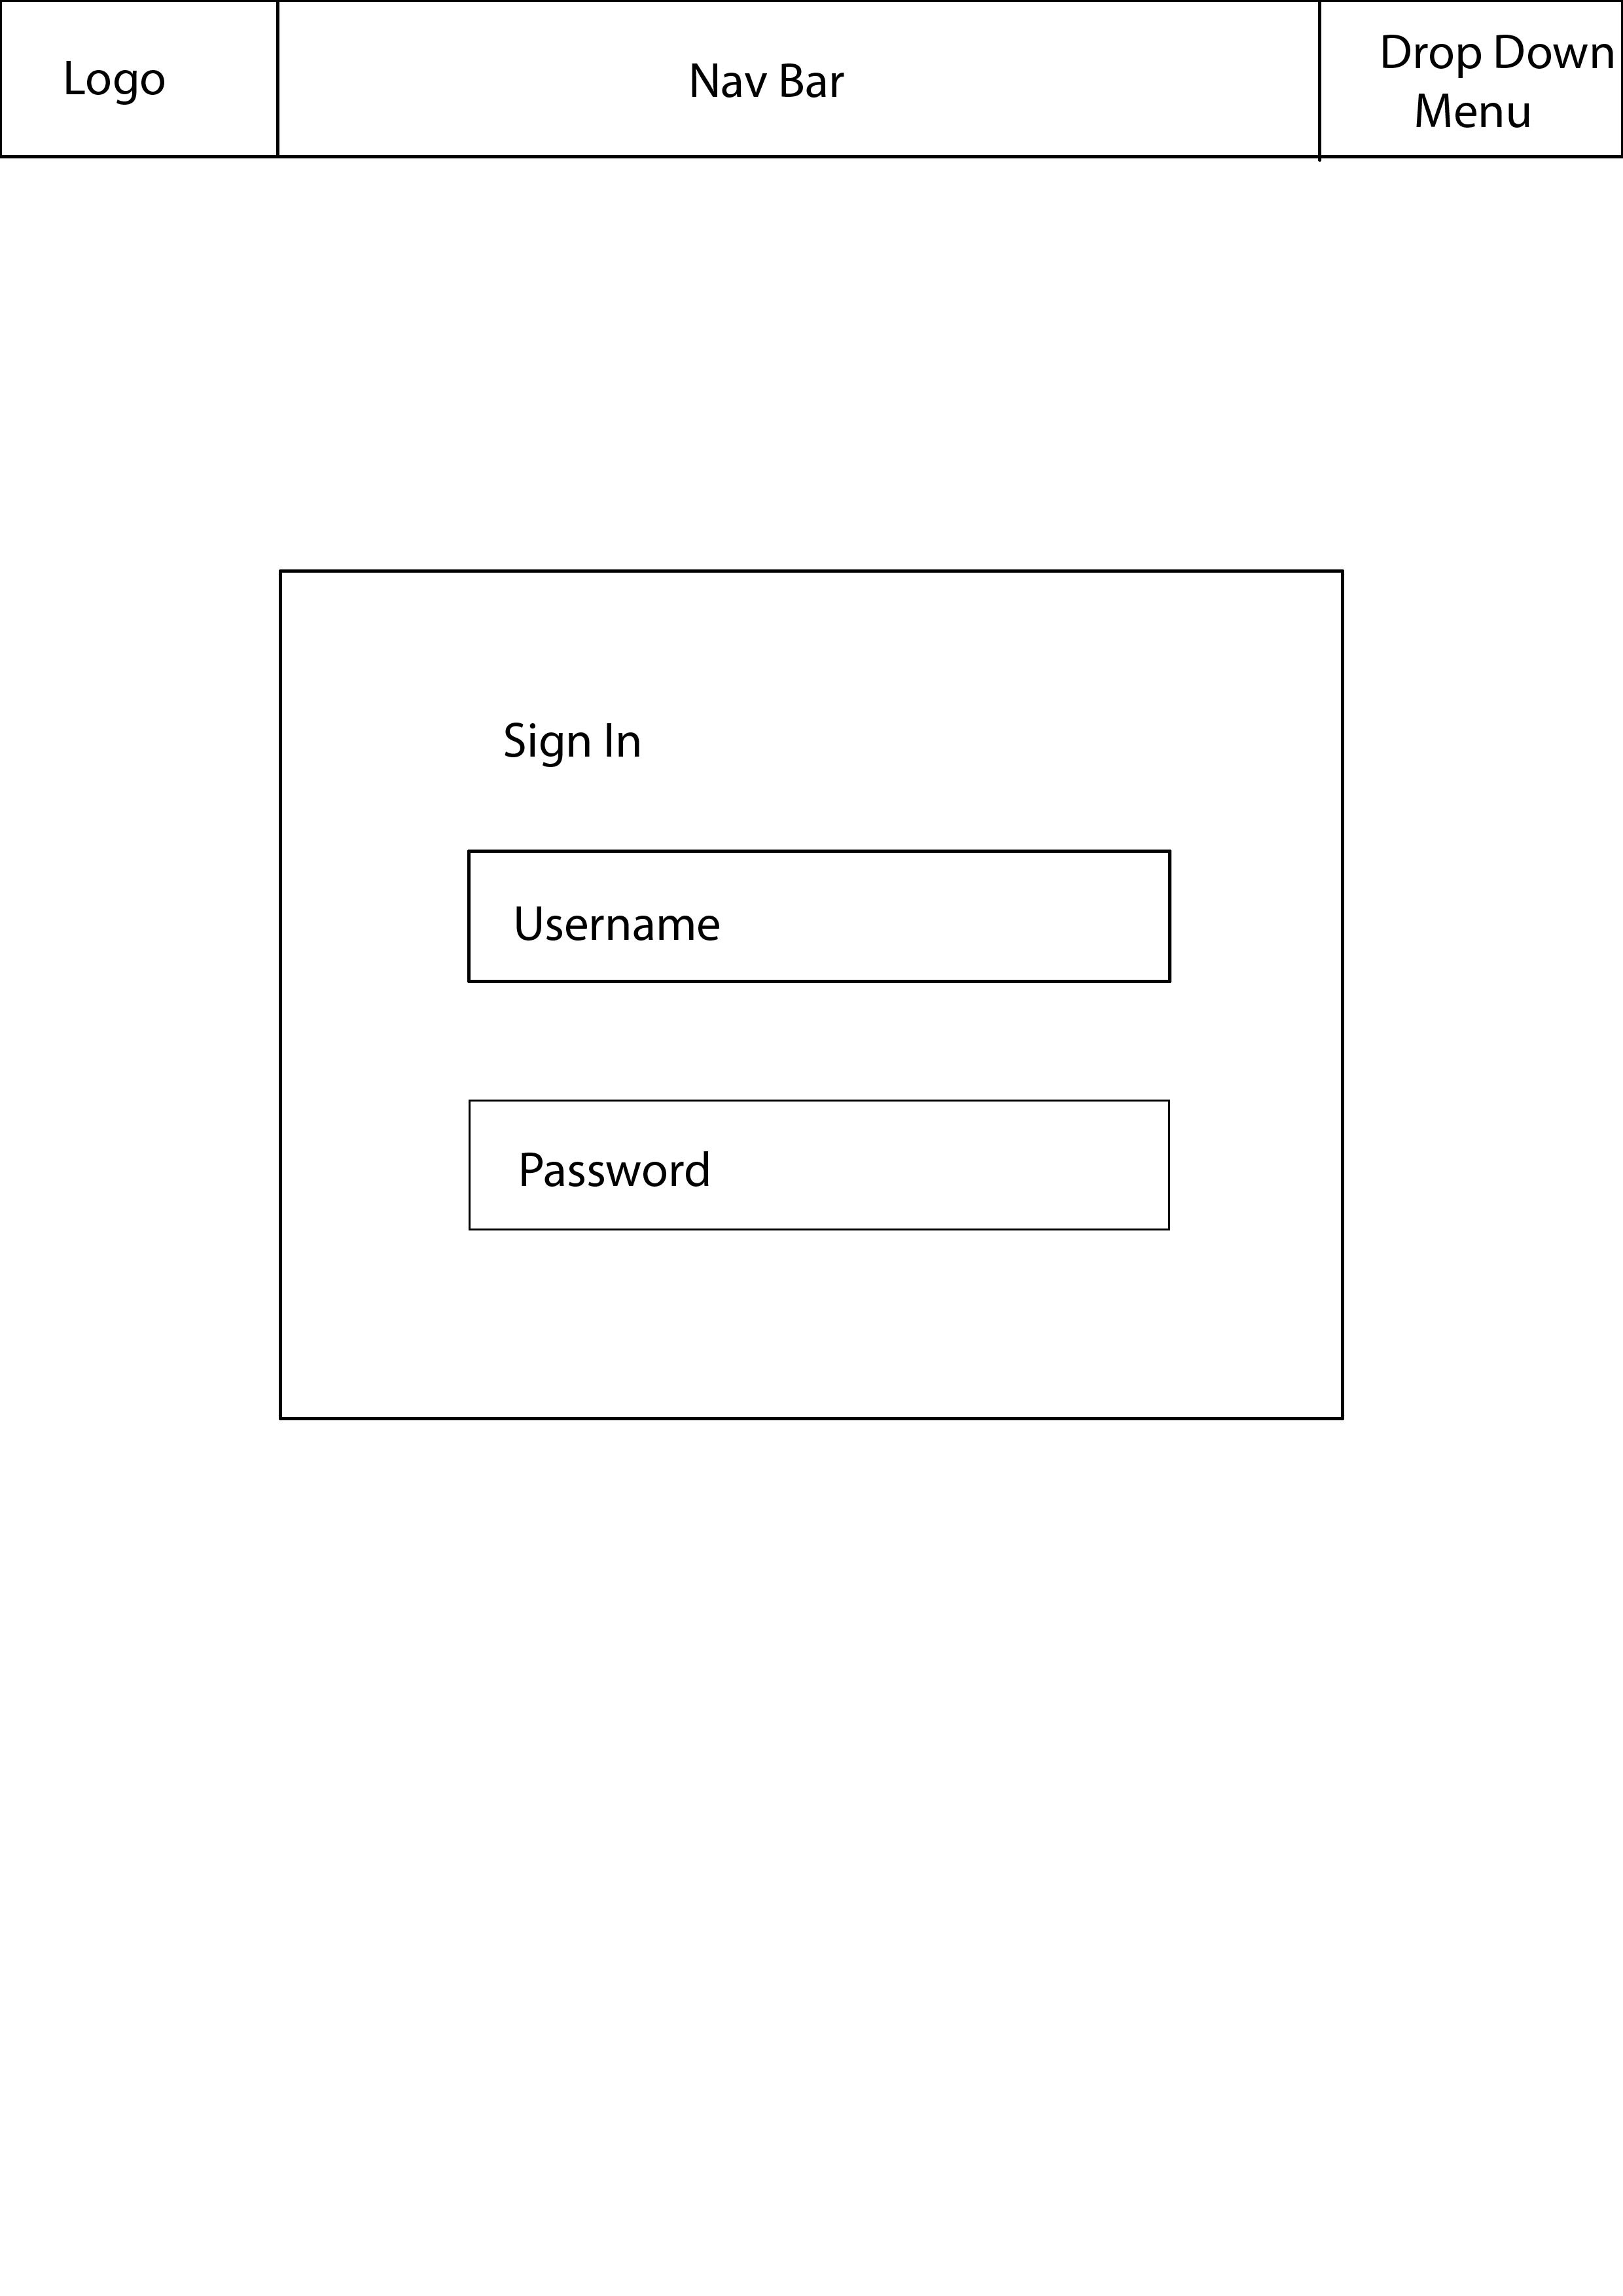 Logo
Nav Bar
Drop Down
Menu
Sign In
Username
Password